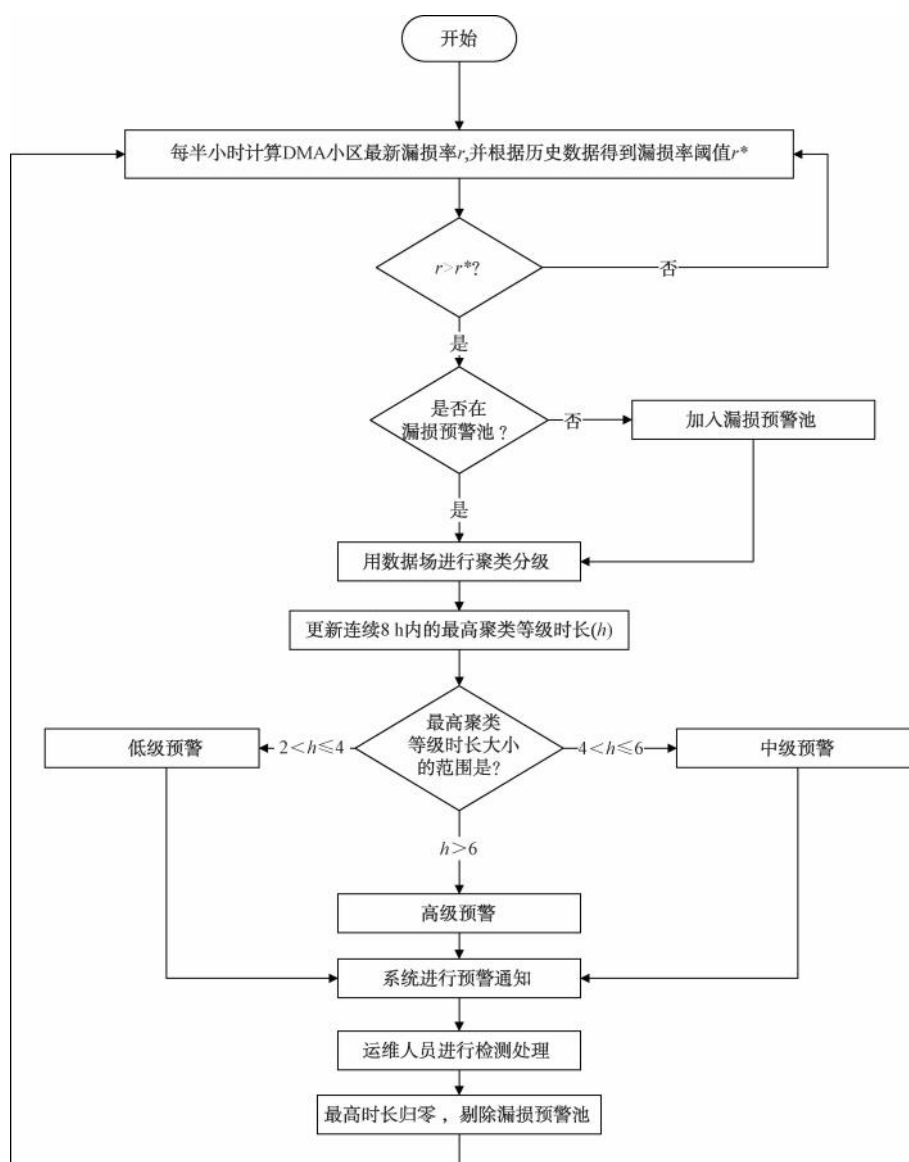 开始
每半小时计算DMA小区最新漏损率r,并根据历史数据得到漏损率阈值r*
r>r*?
否
是
是否在
漏损预警池?
否
加入漏损预警池
是
用数据场进行聚类分级
更新连续8 h内的最高聚类等级时长(h)
最高聚类
等级时长大小
的范围是?
低级预警
2<h≤4
4<h≤6
中级预警
h>6
高级预警
系统进行预警通知
运维人员进行检测处理
最高时长归零，剔除漏损预警池